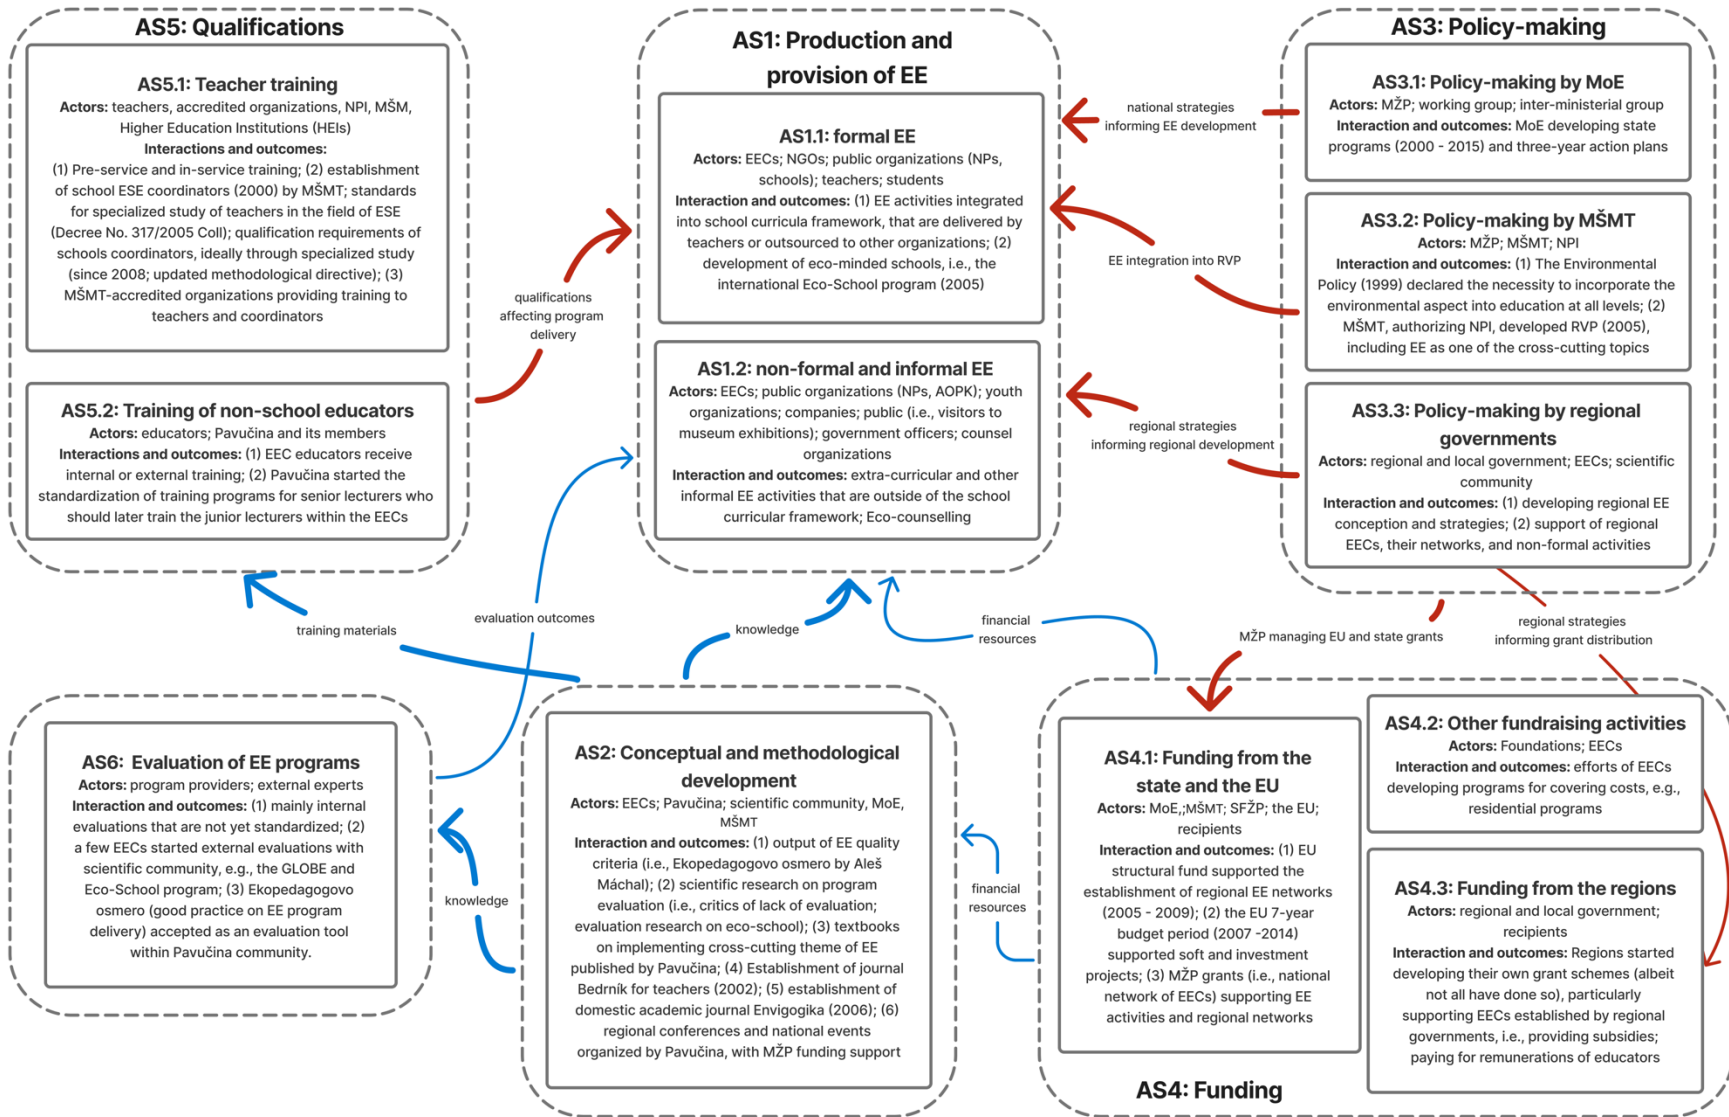 AS5: Qualifications
AS5.1: Teacher training
Actors: teachers, accredited organizations, NPI, MŠM,
Higher Education Institutions (HEIs)
Interactions and outcomes:
(1) Pre-service and in-service training; (2) establishment
of school ESE coordinators (2000) by MŠMT; standards
for specialized study of teachers in the field of ESE
(Decree No. 317/2005 Coll); qualification requirements of
schools coordinators, ideally through specialized study
(since 2008; updated methodological directive); (3)
MŠMT-accredited organizations providing training to
teachers and coordinators
AS5.2: Training of non-school educators
Actors: educators; Pavučina and its members
Interactions and outcomes: (1) EEC educators receive
internal or external training; (2) Pavučina started the
standardization of training programs for senior lecturers who
should later train the junior lecturers within the EECs
qualifications
affecting program
delivery
AS1: Production and
provision of EE
AS1.1: formal EE
Actors: EECs; NGOs; public organizations (NPs,
schools); teachers; students
Interaction and outcomes: (1) EE activities integrated
into school curricula framework, that are delivered by
teachers or outsourced to other organizations; (2)
development of eco-minded schools, i.e., the
international Eco-School program (2005)
AS1.2: non-formal and informal EE
Actors: EECs; public organizations (NPs, AOPK); youth
organizations; companies; public (i.e., visitors to
museum exhibitions); government officers; counsel
organizations
Interaction and outcomes: extra-curricular and other
informal EE activities that are outside of the school
curricular framework; Eco-counselling
national strategies
informing EE development
EE integration into RVP
regional strategies
informing regional development
AS3: Policy-making
AS3.1: Policy-making by MoE
Actors: MŽP; working group; inter-ministerial group
Interaction and outcomes: MoE developing state
programs (2000 - 2015) and three-year action plans
AS3.2: Policy-making by MŠMT
Actors: MŽP; MŠMT; NPI
Interaction and outcomes: (1) The Environmental
Policy (1999) declared the necessity to incorporate the
environmental aspect into education at all levels; (2)
MŠMT, authorizing NPI, developed RVP (2005),
including EE as one of the cross-cutting topics
AS3.3: Policy-making by regional
governments
Actors: regional and local government; EECs; scientific
community
Interaction and outcomes: (1) developing regional EE
conception and strategies; (2) support of regional
EECs, their networks, and non-formal activities
training materials
evaluation outcomes
knowledge
financial
resources
MŽP managing EU and state grants
regional strategies
informing grant distribution
AS6: Evaluation of EE programs
Actors: program providers; external experts
Interaction and outcomes: (1) mainly internal
evaluations that are not yet standardized; (2)
a few EECs started external evaluations with
scientific community, e.g., the GLOBE and
Eco-School program; (3) Ekopedagogovo
osmero (good practice on EE program
delivery) accepted as an evaluation tool
within Pavučina community.
knowledge
AS2: Conceptual and methodological
development
Actors: EECs; Pavučina; scientific community, MoE,
MŠMT
Interaction and outcomes: (1) output of EE quality
criteria (i.e., Ekopedagogovo osmero by Aleš
Máchal); (2) scientific research on program
evaluation (i.e., critics of lack of evaluation;
evaluation research on eco-school); (3) textbooks
on implementing cross-cutting theme of EE
published by Pavučina; (4) Establishment of journal
Bedrník for teachers (2002); (5) establishment of
domestic academic journal Envigogika (2006); (6)
regional conferences and national events
organized by Pavučina, with MŽP funding support
financial
resources
AS4.1: Funding from the
state and the EU
Actors: MoE,;MŠMT; SFŽP; the EU;
recipients
Interaction and outcomes: (1) EU
structural fund supported the
establishment of regional EE networks
(2005 - 2009); (2) the EU 7-year
budget period (2007 -2014)
supported soft and investment
projects; (3) MŽP grants (i.e., national
network of EECs) supporting EE
activities and regional networks
AS4.2: Other fundraising activities
Actors: Foundations; EECs
Interaction and outcomes: efforts of EECs
developing programs for covering costs, e.g.,
residential programs
AS4.3: Funding from the regions
Actors: regional and local government;
recipients
Interaction and outcomes: Regions started
developing their own grant schemes (albeit
not all have done so), particularly
supporting EECs established by regional
governments, i.e., providing subsidies;
paying for remunerations of educators
AS4: Funding